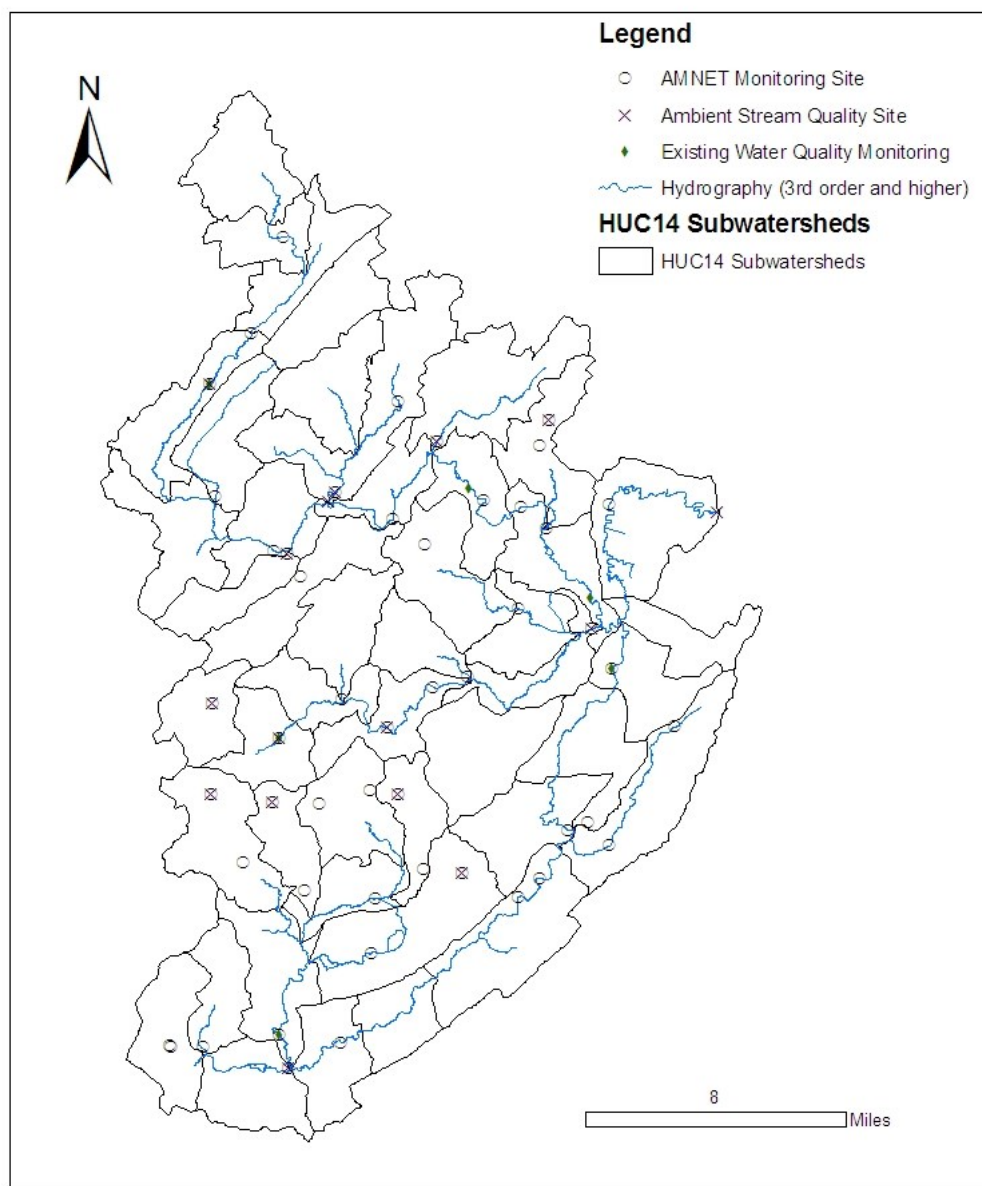 Legend
N
AMNET Monitoring Site
Ambient Stream Quality Site
Existing Water Quality Monitoring
Hydrography (3rd order and higher)
HUC14 Subwatersheds
HUC14 Subwatersheds
8
Miles